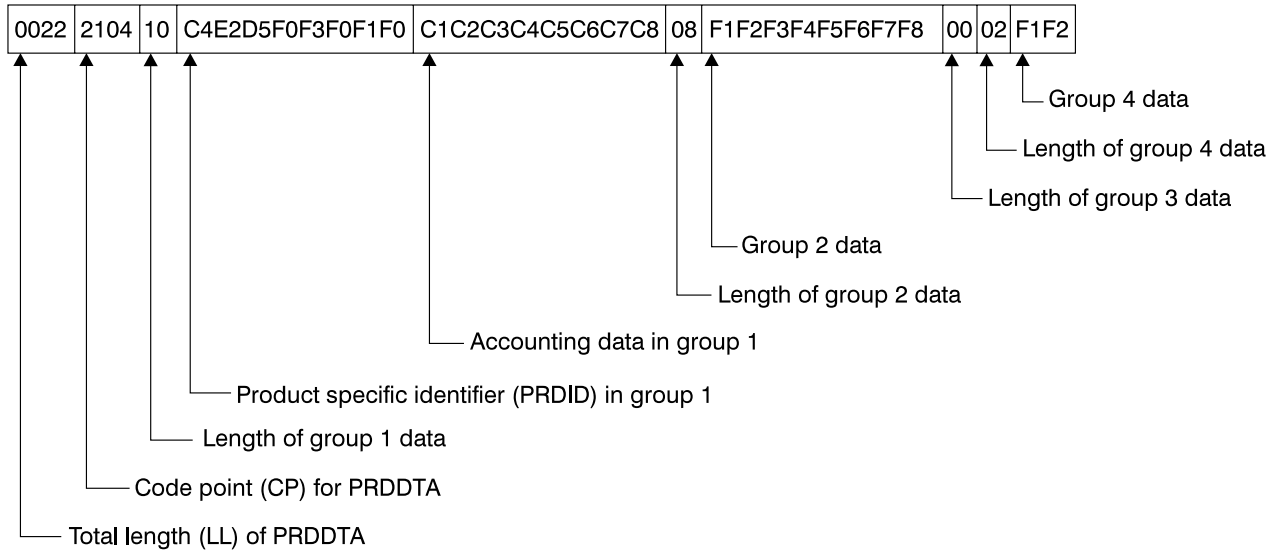 0022 2104 10 C4E2D5F0F3F0F1F0 C1C2C3C4C5C6C7C8 08 F1F2F3F4F5F6F7F8 00 02 F1F2
Group 4 data
Length of group 4 data
Length of group 3 data
Group 2 data
Length of group 2 data
Accounting data in group 1
Product specific identifier (PRDID) in group 1
Length of group 1 data
Code point (CP) for PRDDTA
Total length (LL) of PRDDTA